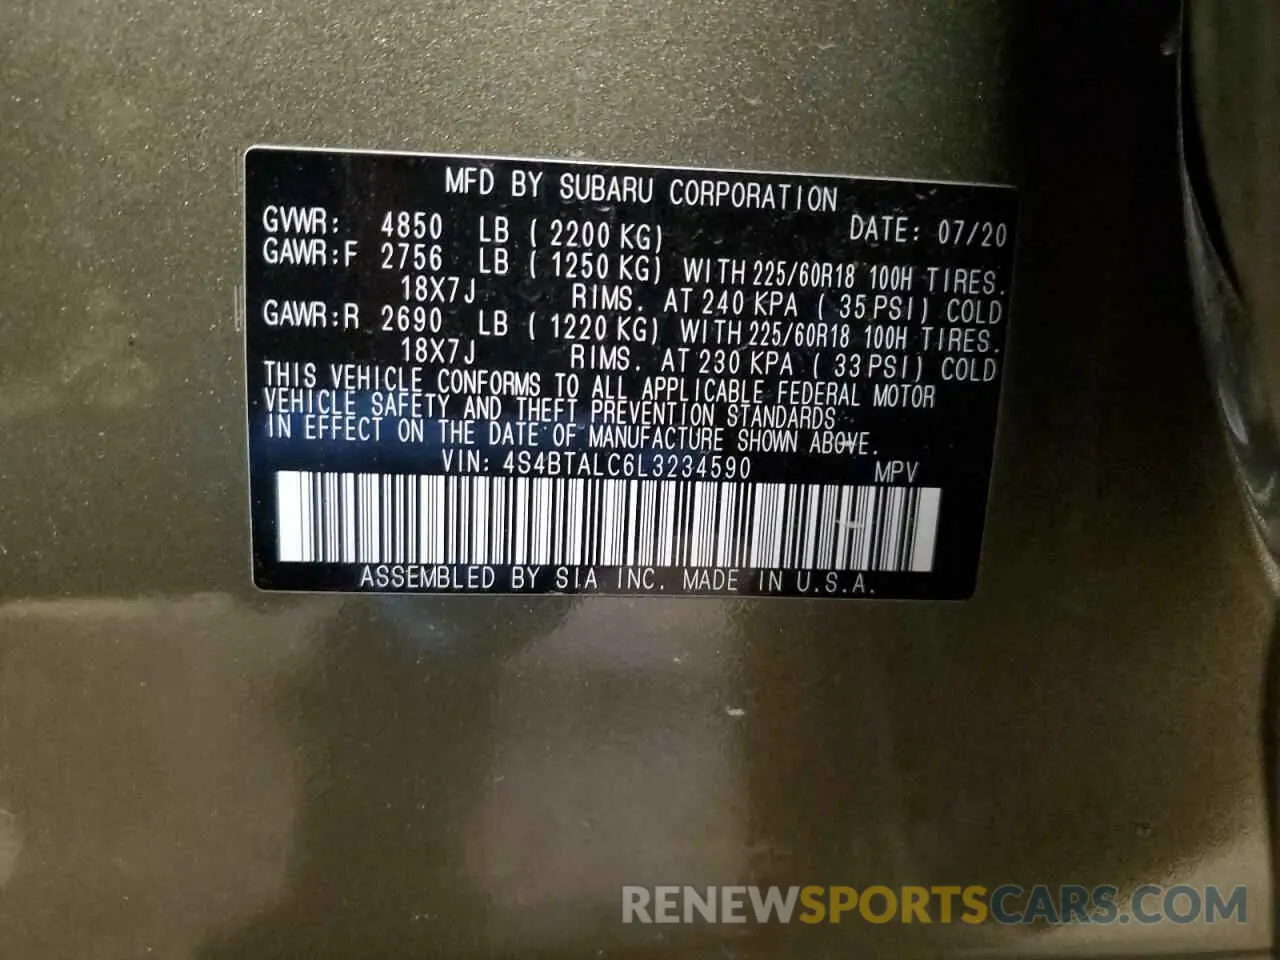 MFD BY SUBARU CORPORATION
GVWR: 4850 LB ( 2200 KG) DATE: 07/20
GAWR:F 2756 LB ( 1250 KG) WITH 225/60R18 100H TIRES.
18X7J RIMS. AT 240 KPA ( 35 PSI) COLD
GAWR:R 2690 LB ( 1220 KG) WITH 225/60R18 100H TIRES.
18X7J RIMS. AT 230 KPA ( 33 PSI) COLD
THIS VEHICLE CONFORMS TO ALL APPLICABLE FEDERAL MOTOR
VEHICLE SAFETY AND THEFT PREVENTION STANDARDS
IN EFFECT ON THE DATE OF MANUFACTURE SHOWN ABOVE.
VIN: 4S4BTALC6L3234590 MPV
ASSEMBLED BY SIA INC. MADE IN U.S.A.
RENEWSPORTSCARS.COM